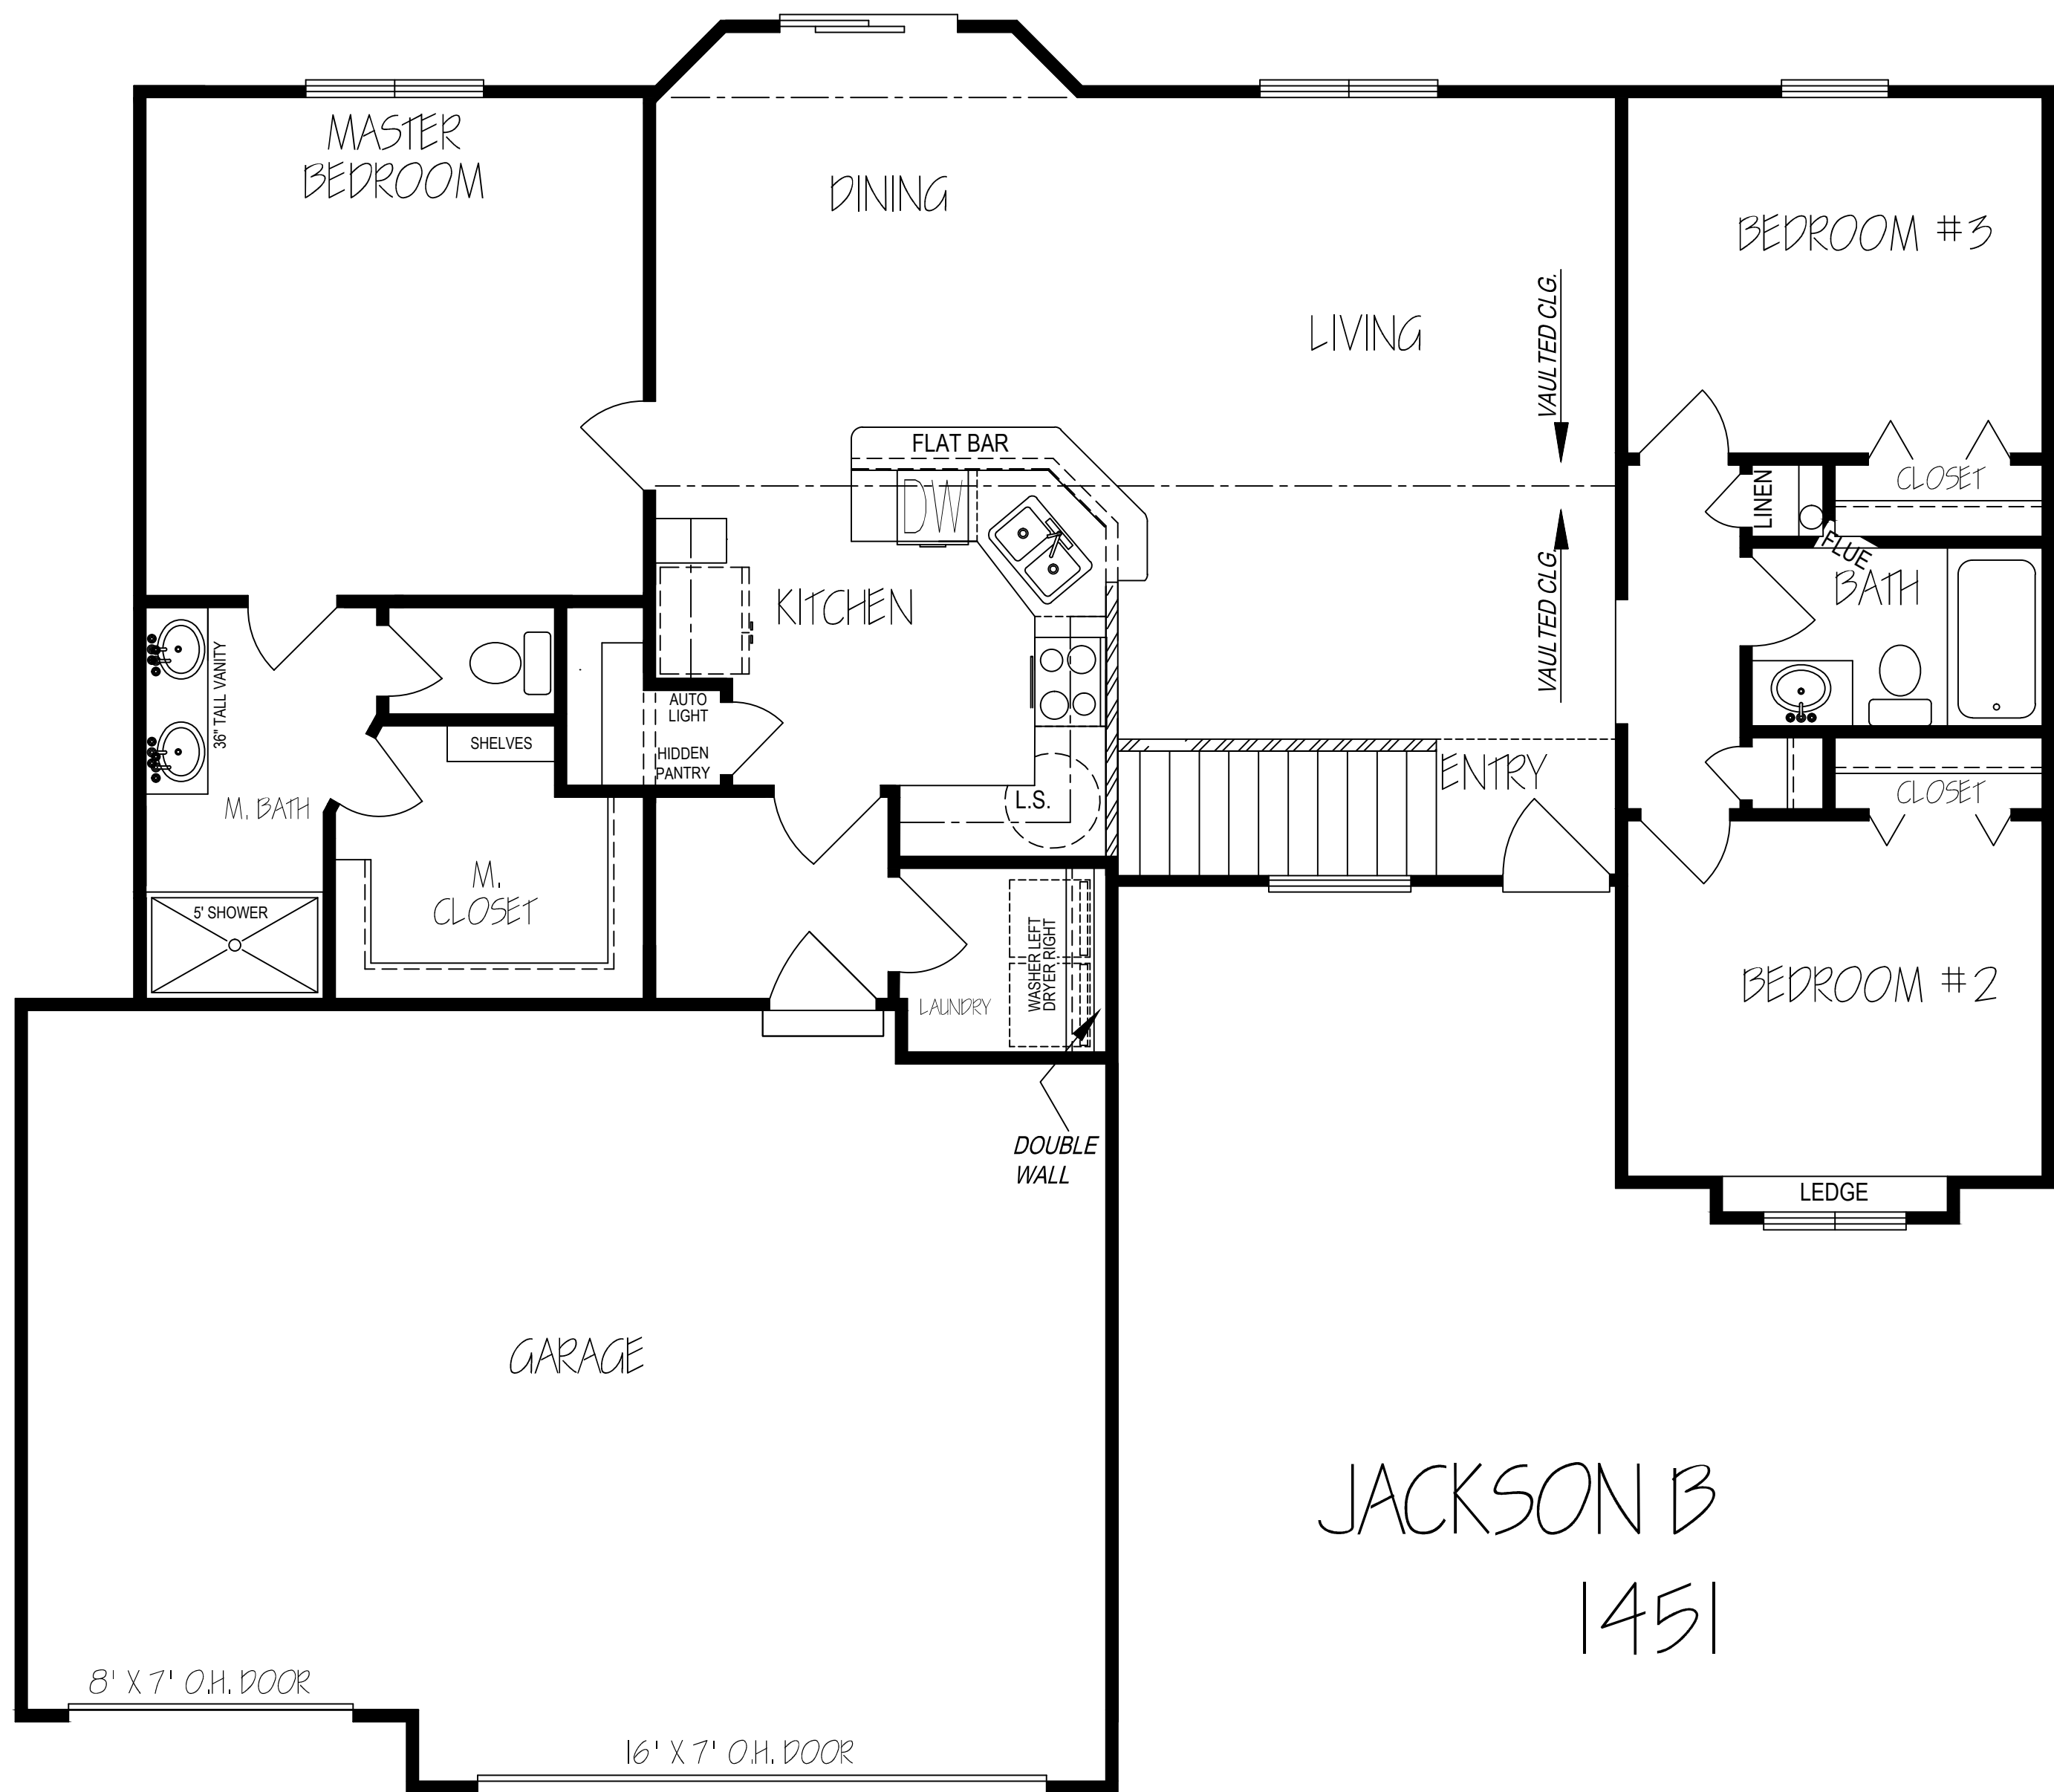 MASTER
BEDROOM
DINING
BEDROOM #3
LIVING
VAULTED CLG.
FLAT BAR
DW
LINEN
CLOSET
FLUE
VAULTED CLG.
KITCHEN
BATH
36" TALL VANITY
AUTO
LIGHT
SHELVES
HIDDEN
PANTRY
M. BATH
L.S.
ENTRY
CLOSET
M.
CLOSET
5' SHOWER
WASHER LEFT
DRYER RIGHT
LAUNDRY
BEDROOM #2
DOUBLE
WALL
LEDGE
GARAGE
JACKSON B
1451
8' X 7' O.H. DOOR
16' X 7' O.H. DOOR